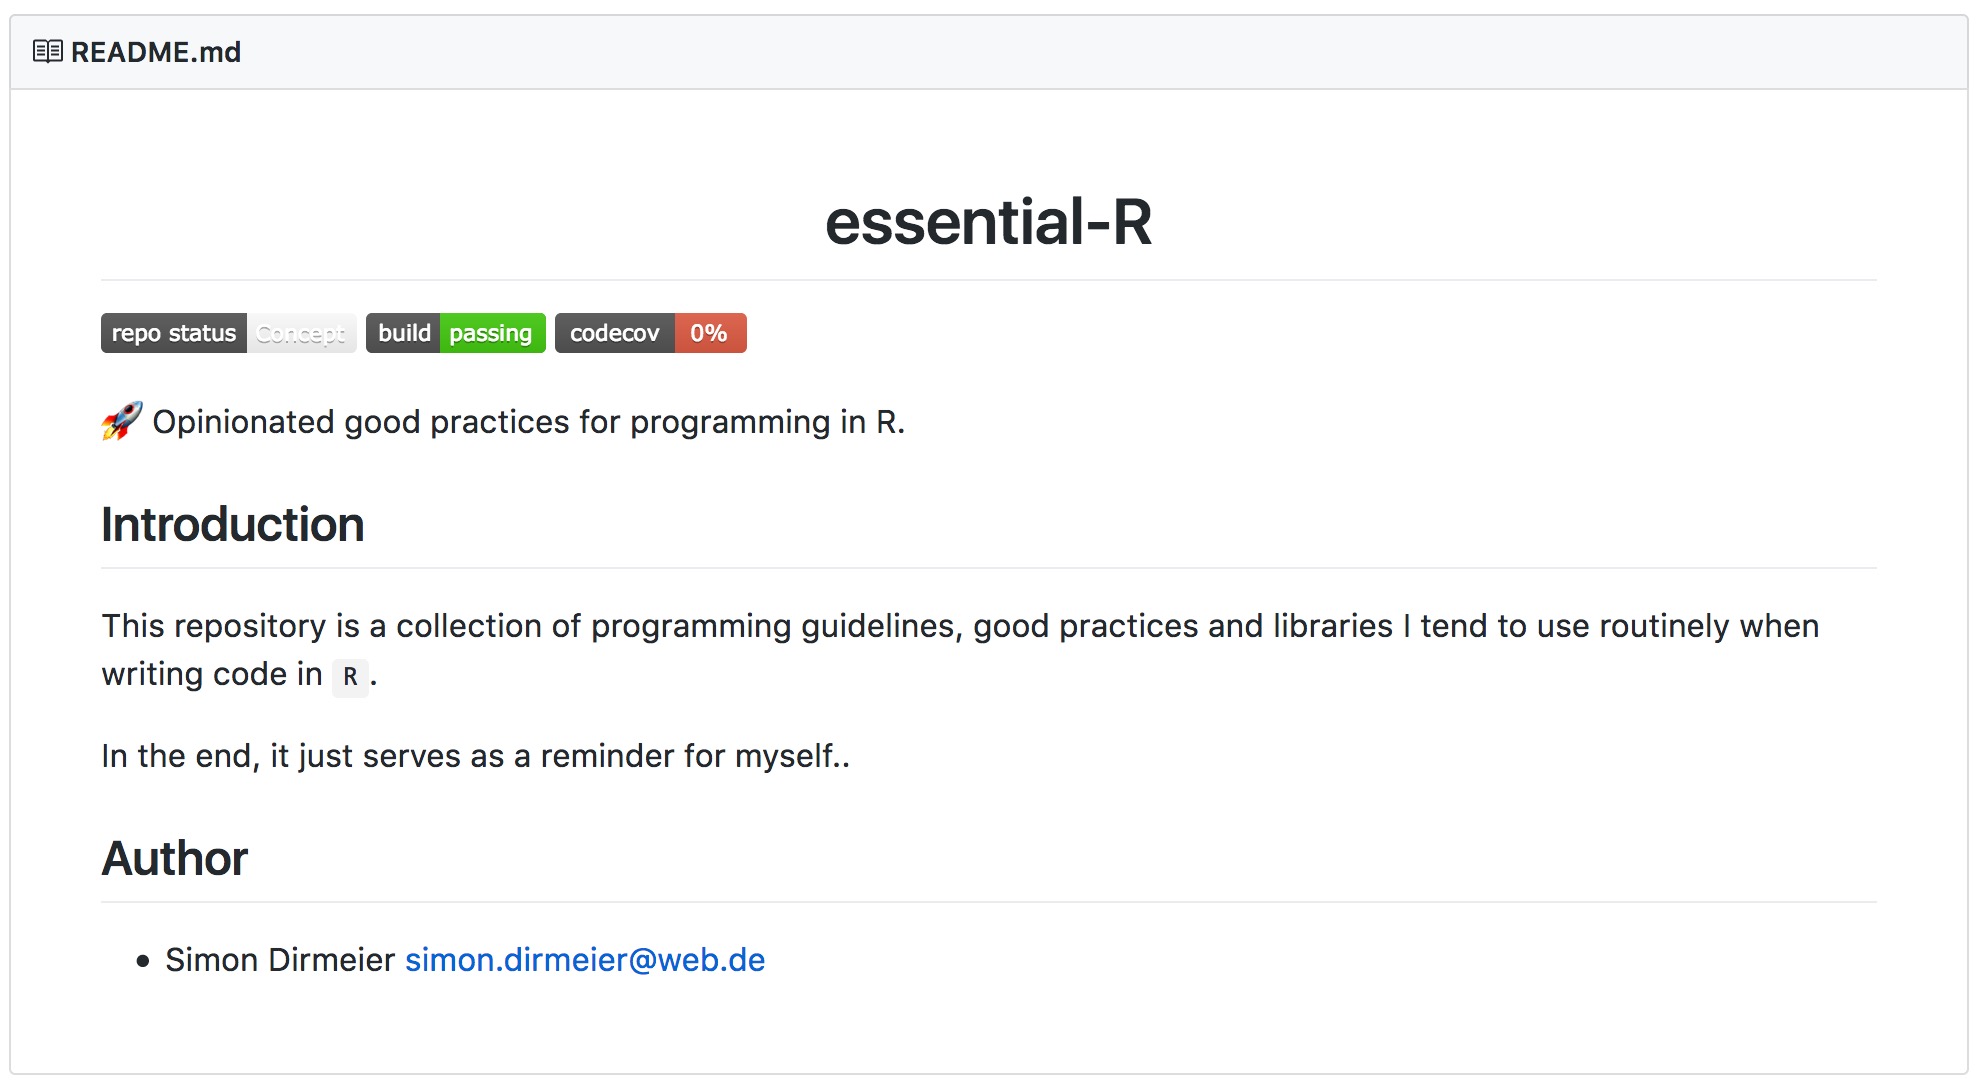 README.md
essential-R
repo status Concept build passing codecov 0%
🚀 Opinionated good practices for programming in R.
Introduction
This repository is a collection of programming guidelines, good practices and libraries I tend to use routinely when
writing code in R.
In the end, it just serves as a reminder for myself..
Author
• Simon Dirmeier simon.dirmeier@web.de